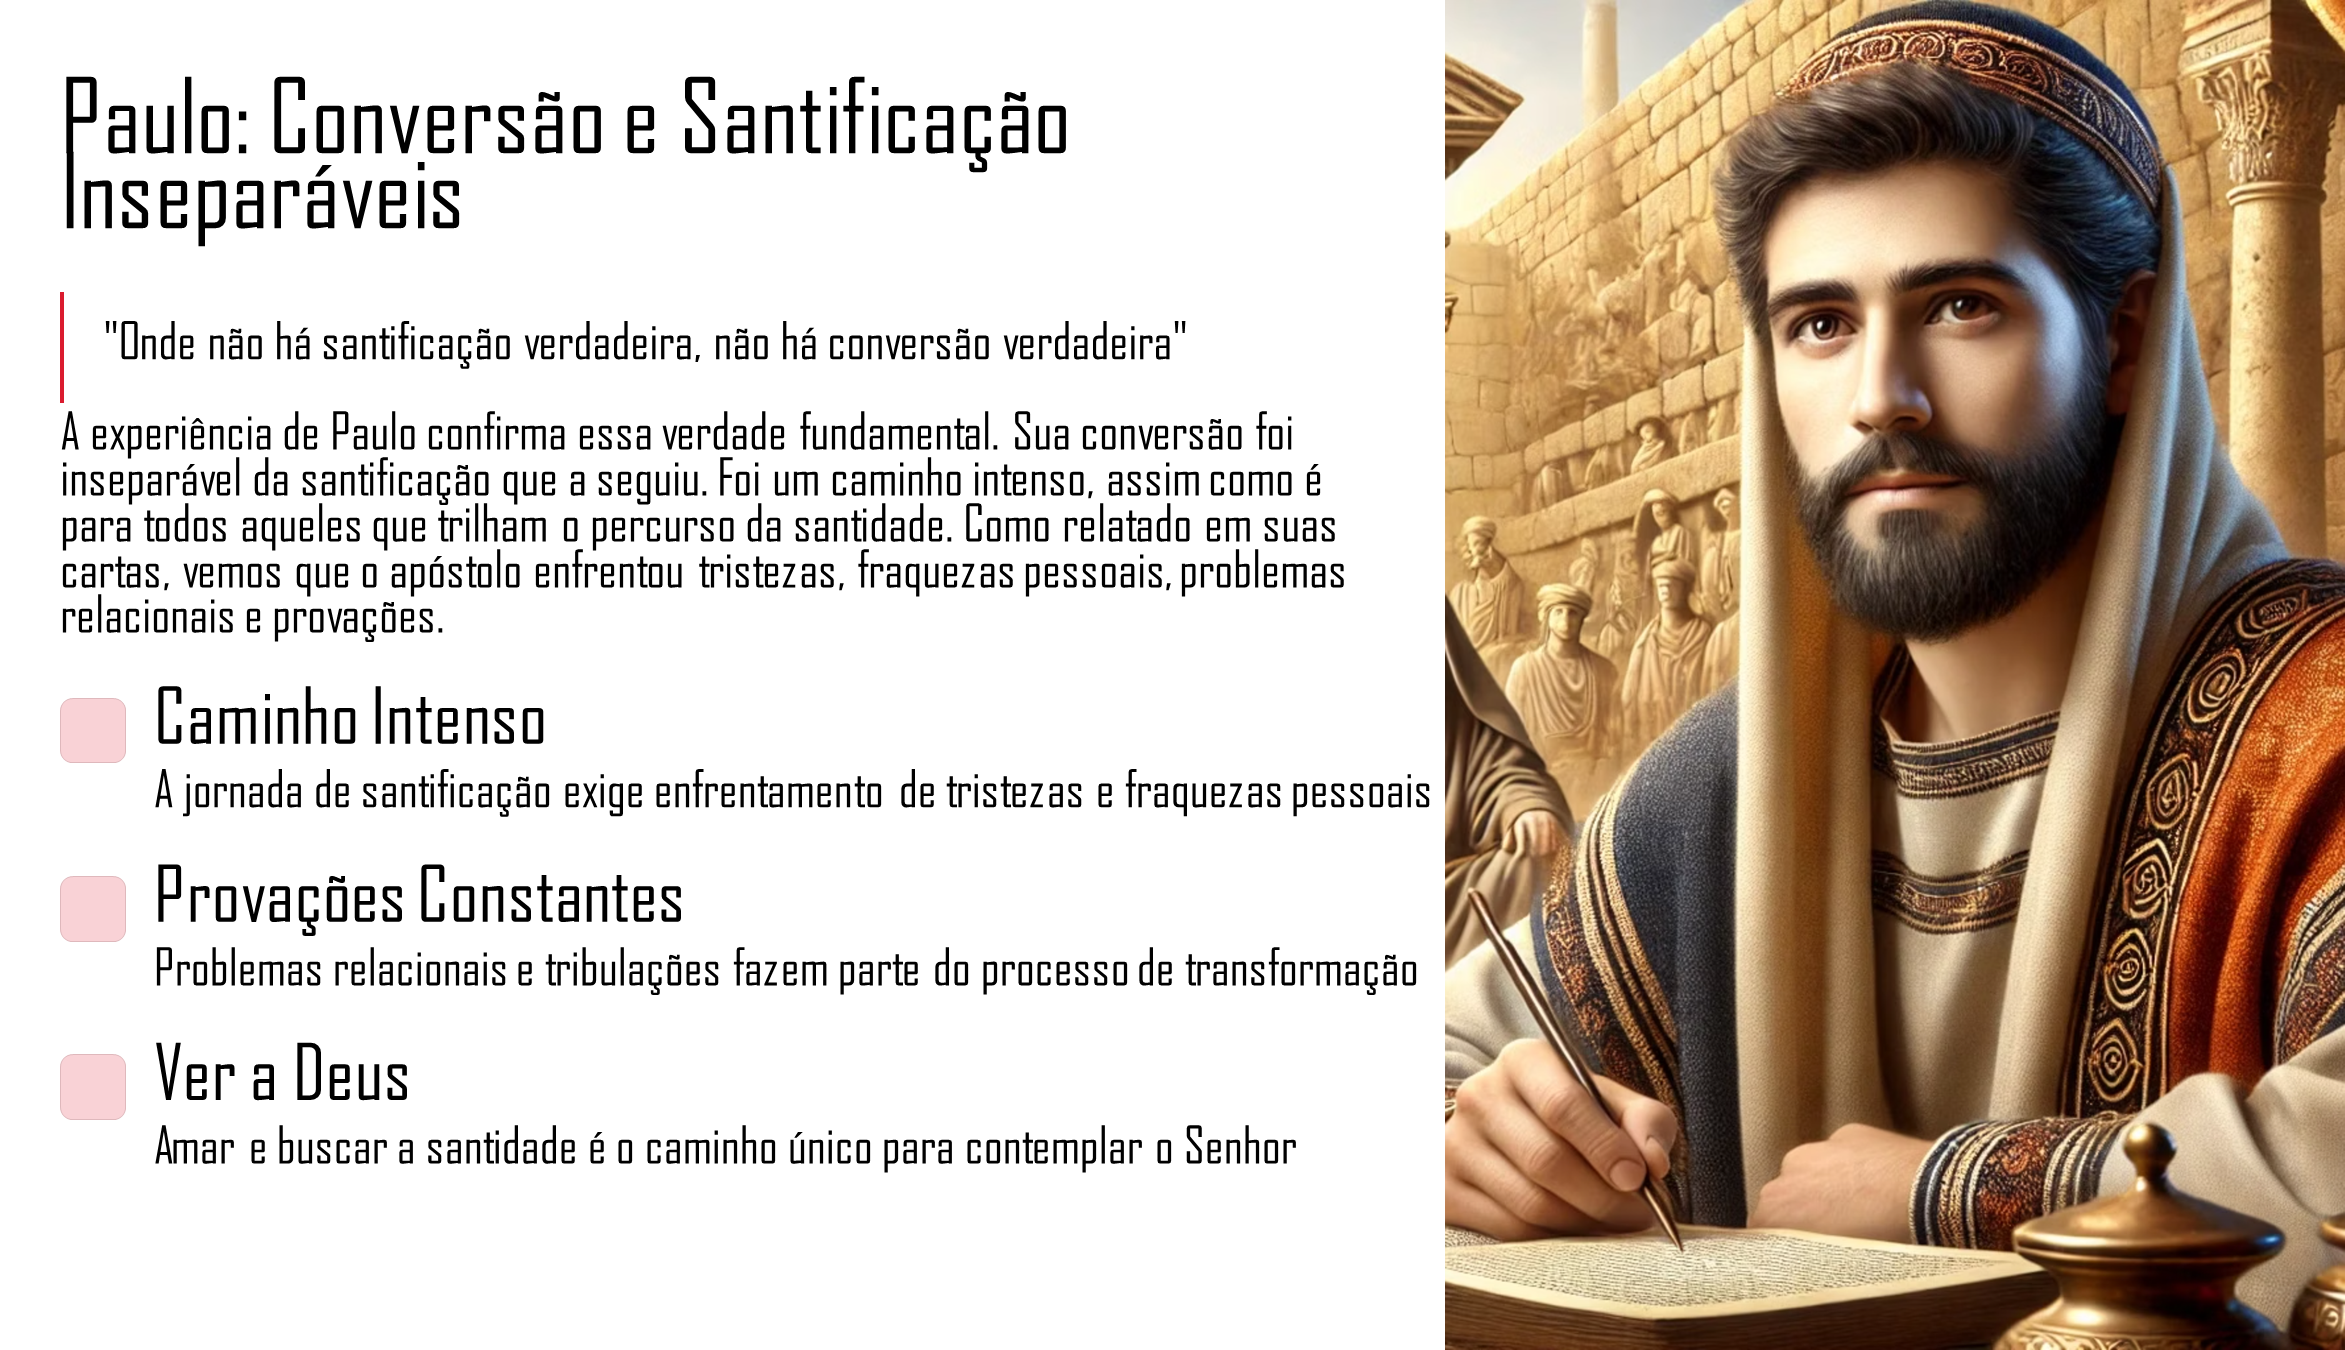 Paulo: Conversão e Santificação
Inseparáveis
"Onde não há santificação verdadeira, não há conversão verdadeira"
A experiência de Paulo confirma essa verdade fundamental. Sua conversão foi
inseparável da santificação que a seguiu. Foi um caminho intenso, assim como é
para todos aqueles que trilham o percurso da santidade. Como relatado em suas
cartas, vemos que o apóstolo enfrentou tristezas, fraquezas pessoais, problemas
relacionais e provações.
Caminho Intenso
A jornada de santificação exige enfrentamento de tristezas e fraquezas pessoais
Provações Constantes
Problemas relacionais e tribulações fazem parte do processo de transformação
Ver a Deus
Amar e buscar a santidade é o caminho único para contemplar o Senhor